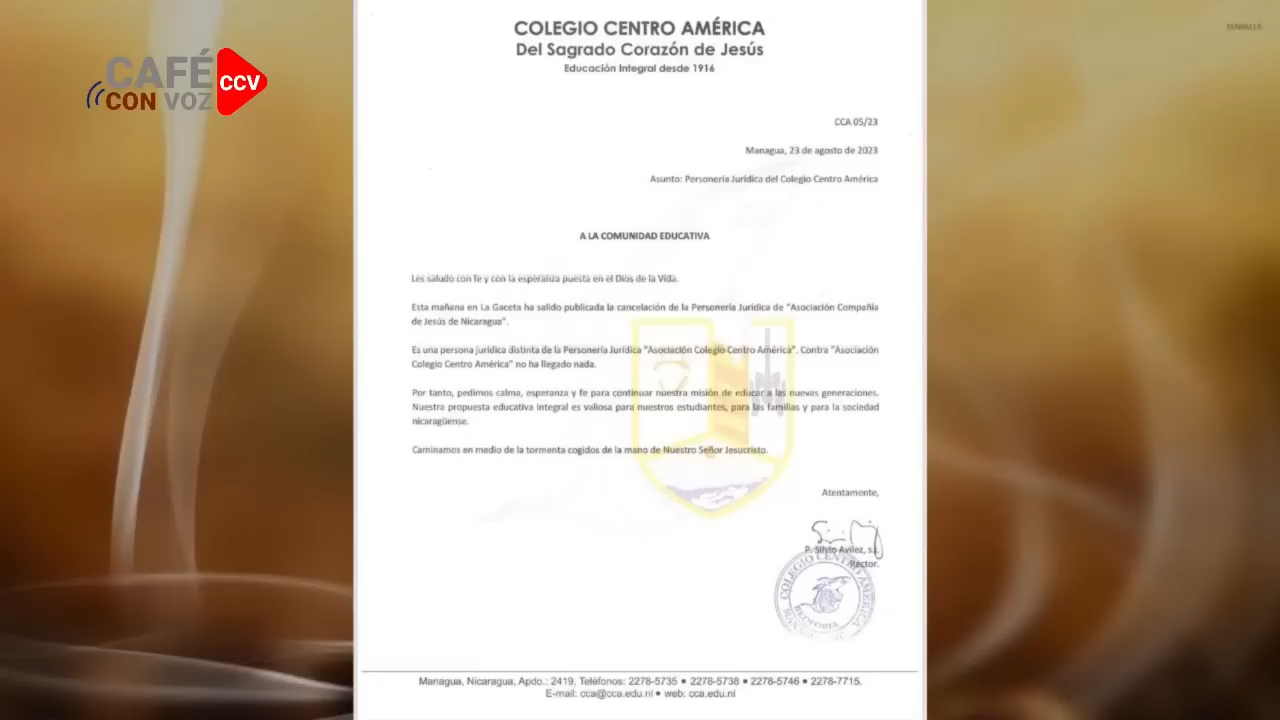 CAFÉ
CON VOZ
CCV
COLEGIO CENTRO AMÉRICA
Del Sagrado Corazón de Jesús
Educación Integral desde 1916
CCA 05/23
Managua, 23 de agosto de 2023
Asunto: Personería Jurídica del Colegio Centro América
A LA COMUNIDAD EDUCATIVA
Les saludo con fe y con la esperanza puesta en el Dios de la Vida.
Esta mañana en La Gaceta ha salido publicada la cancelación de la Personería Jurídica de "Asociación Compañía
de Jesús de Nicaragua".
Es una persona jurídica distinta de la Personería Jurídica "Asociación Colegio Centro América". Contra "Asociación
Colegio Centro América" no ha llegado nada.
Por tanto, pedimos calma, esperanza y fe para continuar nuestra misión de educar a las nuevas generaciones.
Nuestra propuesta educativa integral es valiosa para nuestros estudiantes, para las familias y para la sociedad
nicaragüense.
Caminamos en medio de la tormenta cogidos de la mano de Nuestro Señor Jesucristo.
Atentamente,
P. Silvio Avilez, s.j.
Rector.
COLEGIO CENTRO AMÉRICA
RECTORIA
Managua, Nicaragua, Apdo.: 2419, Teléfonos: 2278-5735 • 2278-5738 • 2278-5746 • 2278-7715,
E-mail: cca@cca.edu.ni • web: cca.edu.ni